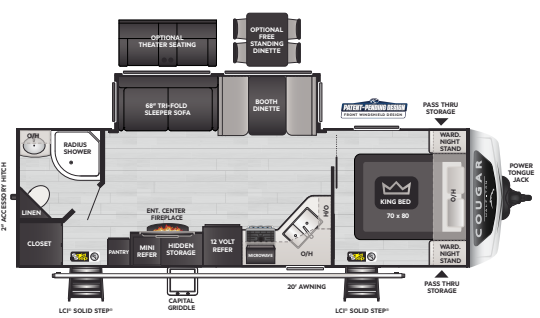 OPTIONAL
THEATER SEATING
OPTIONAL
FREE
STANDING
DINETTE
68" TRI-FOLD
SLEEPER SOFA
BOOTH
DINETTE
PATENT-PENDING DESIGN
FRONT WINDSHIELD DESIGN
PASS THRU
STORAGE
O/H
RADIUS
SHOWER
WARD.
NIGHT
STAND
COUGAR
POWER
TONGUE
JACK
2" ACCESSORY HITCH
KING BED
70 x 80
O/H
LINEN
CLOSET
ENT. CENTER
FIREPLACE
PANTRY
MINI
REFER
HIDDEN
STORAGE
12 VOLT
REFER
MICROWAVE
H/O
O/H
WARD.
NIGHT
STAND
PASS THRU
STORAGE
20' AWNING
CAPITAL
GRIDDLE
LCI® SOLID STEP®
LCI® SOLID STEP®